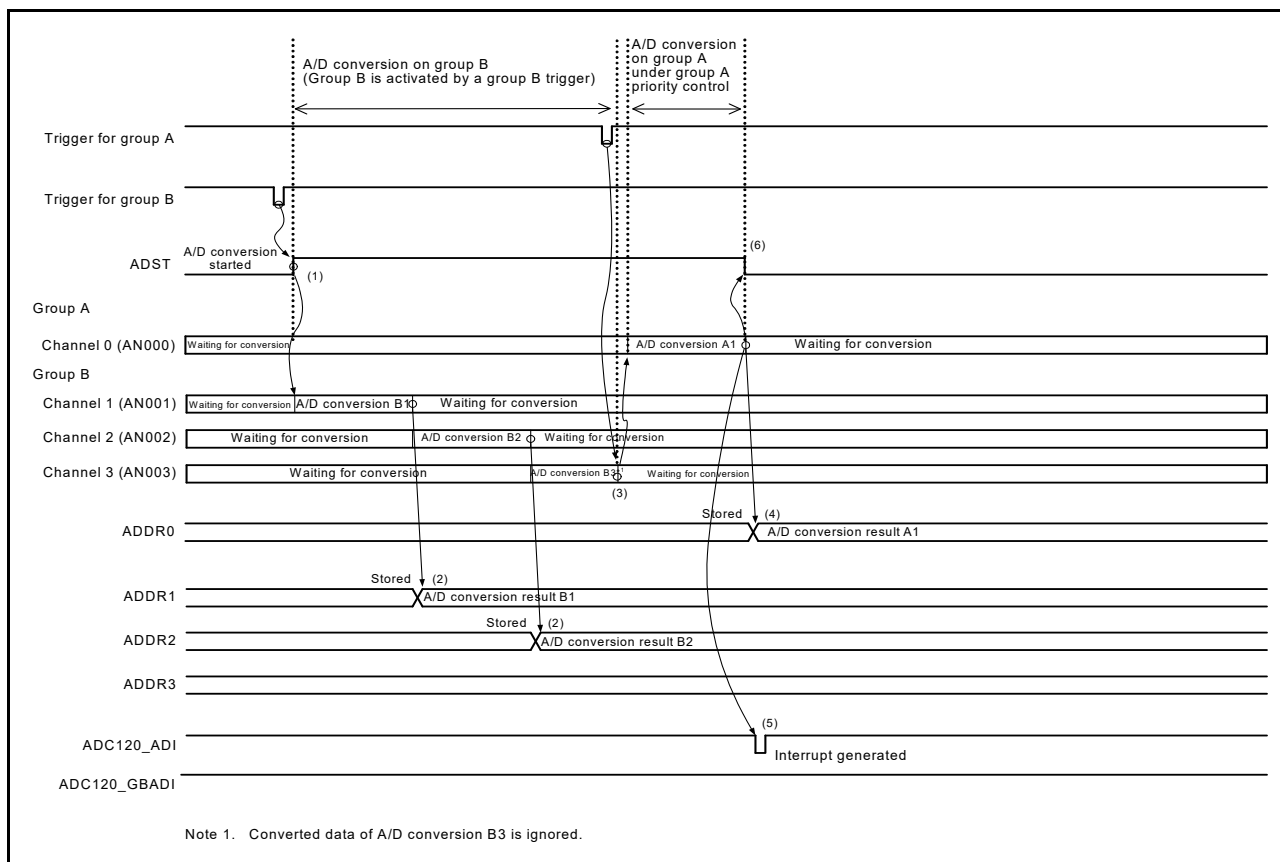 A/D conversion on group B
(Group B is activated by a group B trigger)
A/D conversion
on group A
under group A
priority control
Trigger for group A
Trigger for group B
A/D conversion
started
ADST
(1)
(6)
Group A
Channel 0 (AN000)
Waiting for conversion
A/D conversion A1
Waiting for conversion
Group B
Channel 1 (AN001)
Waiting for conversion
A/D conversion B1
Waiting for conversion
Channel 2 (AN002)
Waiting for conversion
A/D conversion B2
Waiting for conversion
Channel 3 (AN003)
Waiting for conversion
A/D conversion B3*1
Waiting for conversion
(3)
ADDR0
Stored
(4)
A/D conversion result A1
ADDR1
Stored
(2)
A/D conversion result B1
ADDR2
Stored
(2)
A/D conversion result B2
ADDR3
ADC120_ADI
(5)
Interrupt generated
ADC120_GBADI
Note 1. Converted data of A/D conversion B3 is ignored.